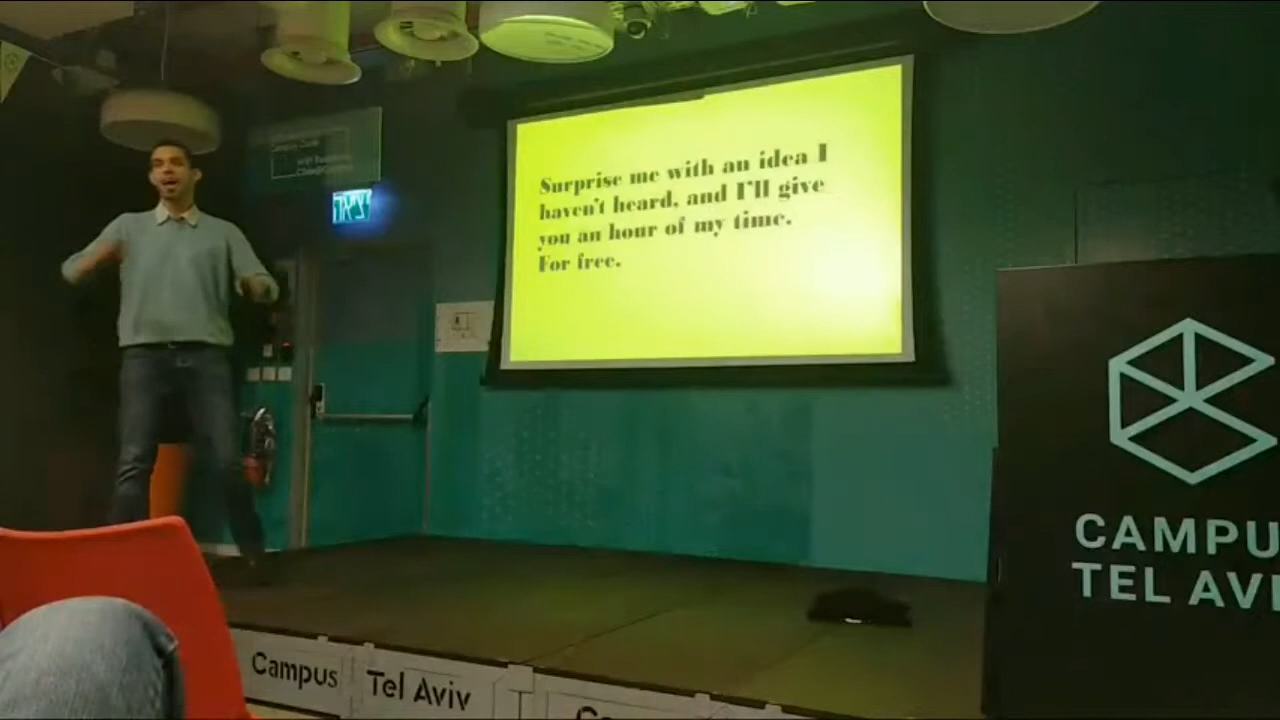 Surprise me with an idea I
haven't heard, and I'll give
you an hour of my time.
For free.
יציאה
CAMPU
TEL AVI
Campus
Tel Aviv